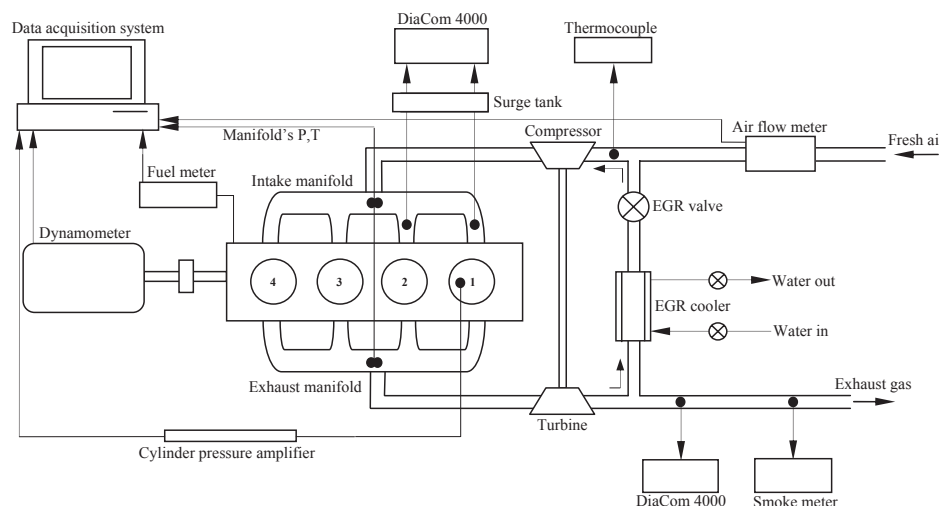 Data acquisition system
DiaCom 4000
Thermocouple
Surge tank
Compressor
Air flow meter
Fresh ai
Manifold's P,T
Fuel meter
Intake manifold
EGR valve
Dynamometer
4
3
2
1
Water out
EGR cooler
Water in
Exhaust manifold
Exhaust gas
Turbine
Cylinder pressure amplifier
DiaCom 4000
Smoke meter